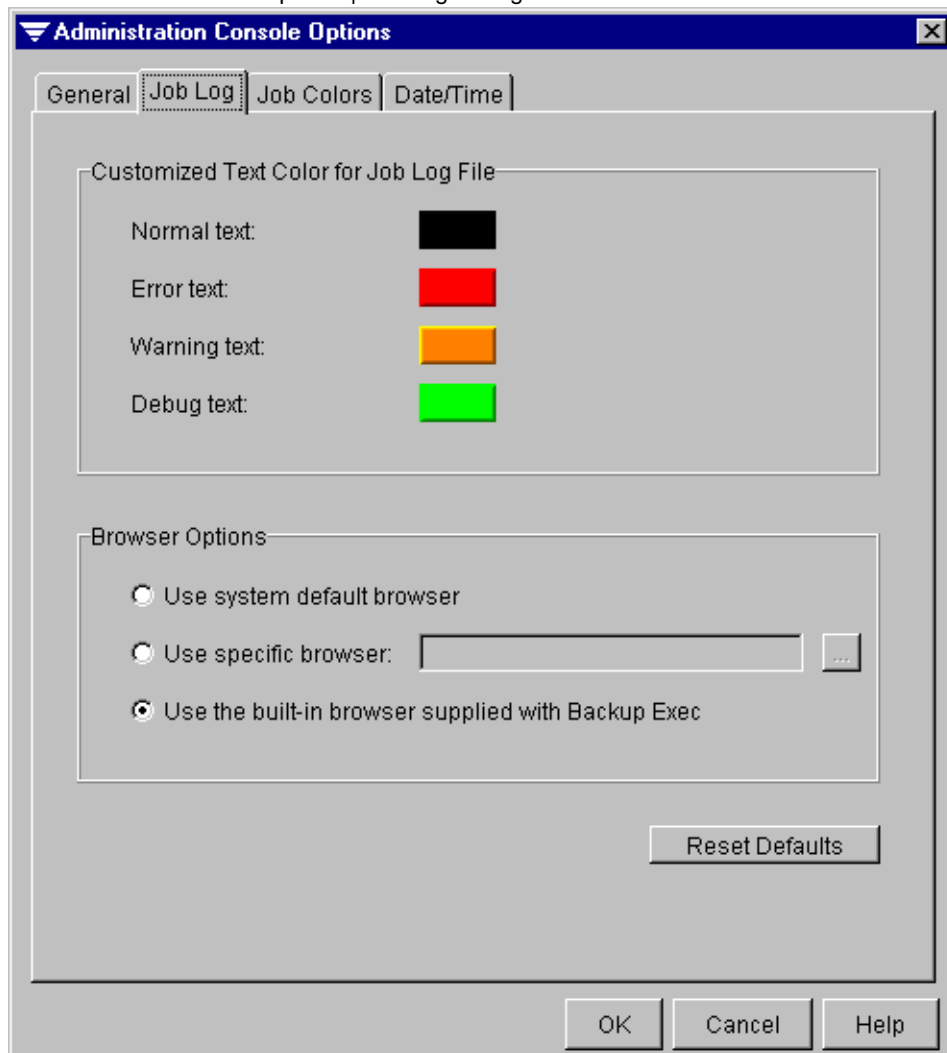 Administration Console Options
General Job Log Job Colors Date/Time
Customized Text Color for Job Log File
Normal text:
Error text:
Warning text:
Debug text:
Browser Options
Use system default browser
Use specific browser: ...
Use the built-in browser supplied with Backup Exec
Reset Defaults
OK Cancel Help